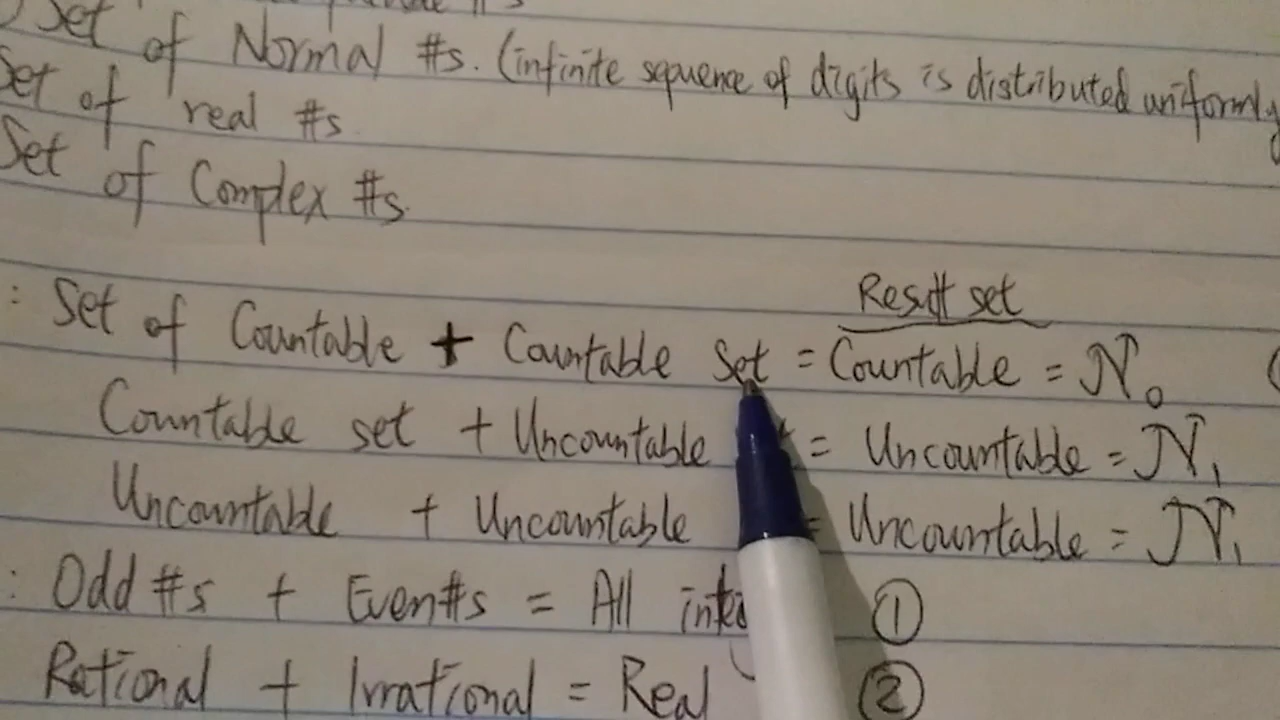 Set #s
Set of Normal #s. (infinite sequence of digits is distributed uniformly
Set of real #s
Set of Complex #s.
Result set
: Set of Countable + Countable Set = Countable = ℵ₀
Countable set + Uncountable = Uncountable = ℵ₁
Uncountable + Uncountable = Uncountable = ℵ₁
: Odd #s + Even #s = All inte ①
Rational + Irrational = Real ②